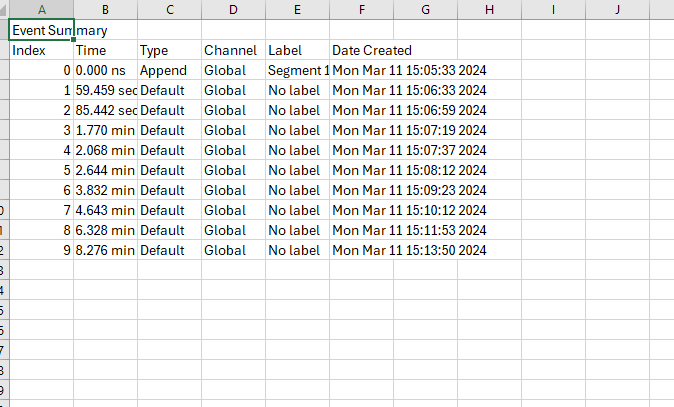 A B C D E F G H I J
Event Summary
Index Time Type Channel Label Date Created
0 0.000 ns Append Global Segment 1 Mon Mar 11 15:05:33 2024
1 59.459 sec Default Global No label Mon Mar 11 15:06:33 2024
2 85.442 sec Default Global No label Mon Mar 11 15:06:59 2024
3 1.770 min Default Global No label Mon Mar 11 15:07:19 2024
4 2.068 min Default Global No label Mon Mar 11 15:07:37 2024
5 2.644 min Default Global No label Mon Mar 11 15:08:12 2024
6 3.832 min Default Global No label Mon Mar 11 15:09:23 2024
7 4.643 min Default Global No label Mon Mar 11 15:10:12 2024
8 6.328 min Default Global No label Mon Mar 11 15:11:53 2024
9 8.276 min Default Global No label Mon Mar 11 15:13:50 2024